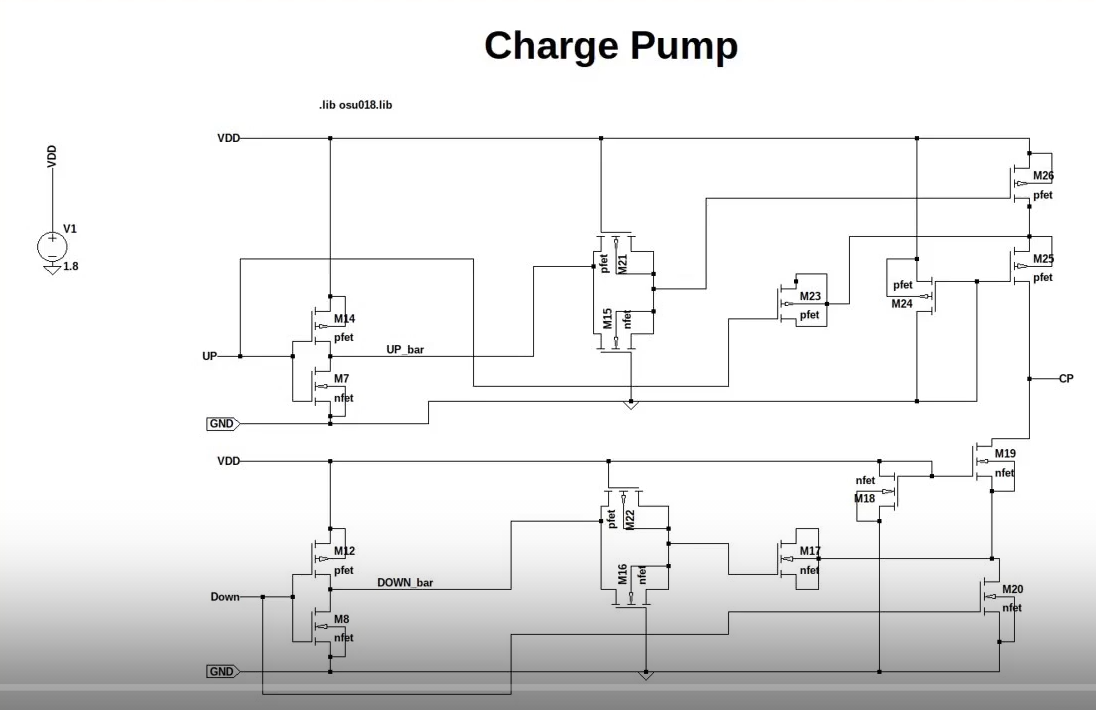 Charge Pump
.lib osu018.lib
VDD
VDD
V1
1.8
M26
pfet
M25
pfet
pfet
M21
M15
nfet
M23
pfet
pfet
M24
M14
pfet
UP
UP_bar
M7
nfet
CP
GND
VDD
M19
nfet
nfet
M18
pfet
M22
M12
pfet
M17
nfet
DOWN_bar
M16
nfet
Down
M20
nfet
M8
nfet
GND